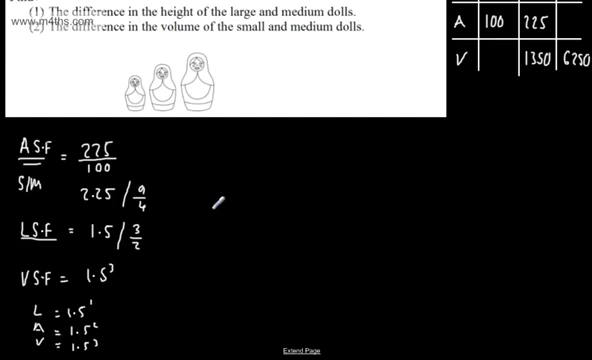 (1) The difference in the height of the large and medium dolls.
www.m4ths.com
(2) The difference in the volume of the small and medium dolls.
A 100 225
V 1350 6250
A S.F = 225/100
S/M 2.25 / 9/4
L S.F = 1.5 / 3/2
V S.F = 1.5³
L = 1.5¹
A = 1.5²
V = 1.5³
Extend Page